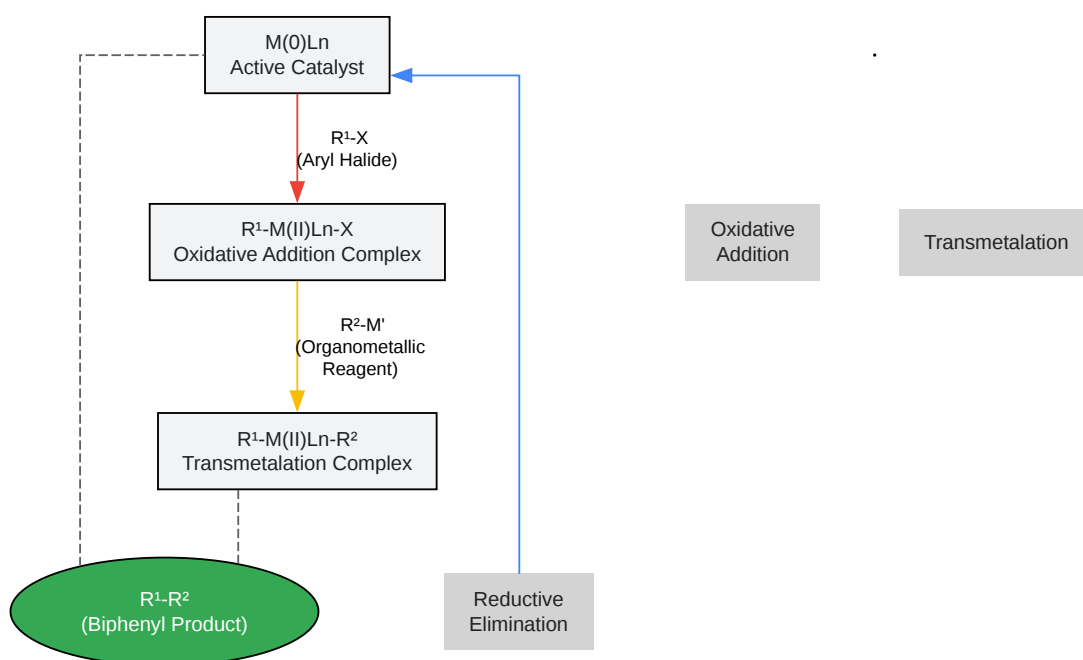 M(0)Ln
Active Catalyst
.
R¹-X
(Aryl Halide)
R¹-M(II)Ln-X
Oxidative Addition Complex
Oxidative
Addition
Transmetalation
R²-M'
(Organometallic
Reagent)
R¹-M(II)Ln-R²
Transmetalation Complex
R¹-R²
(Biphenyl Product)
Reductive
Elimination